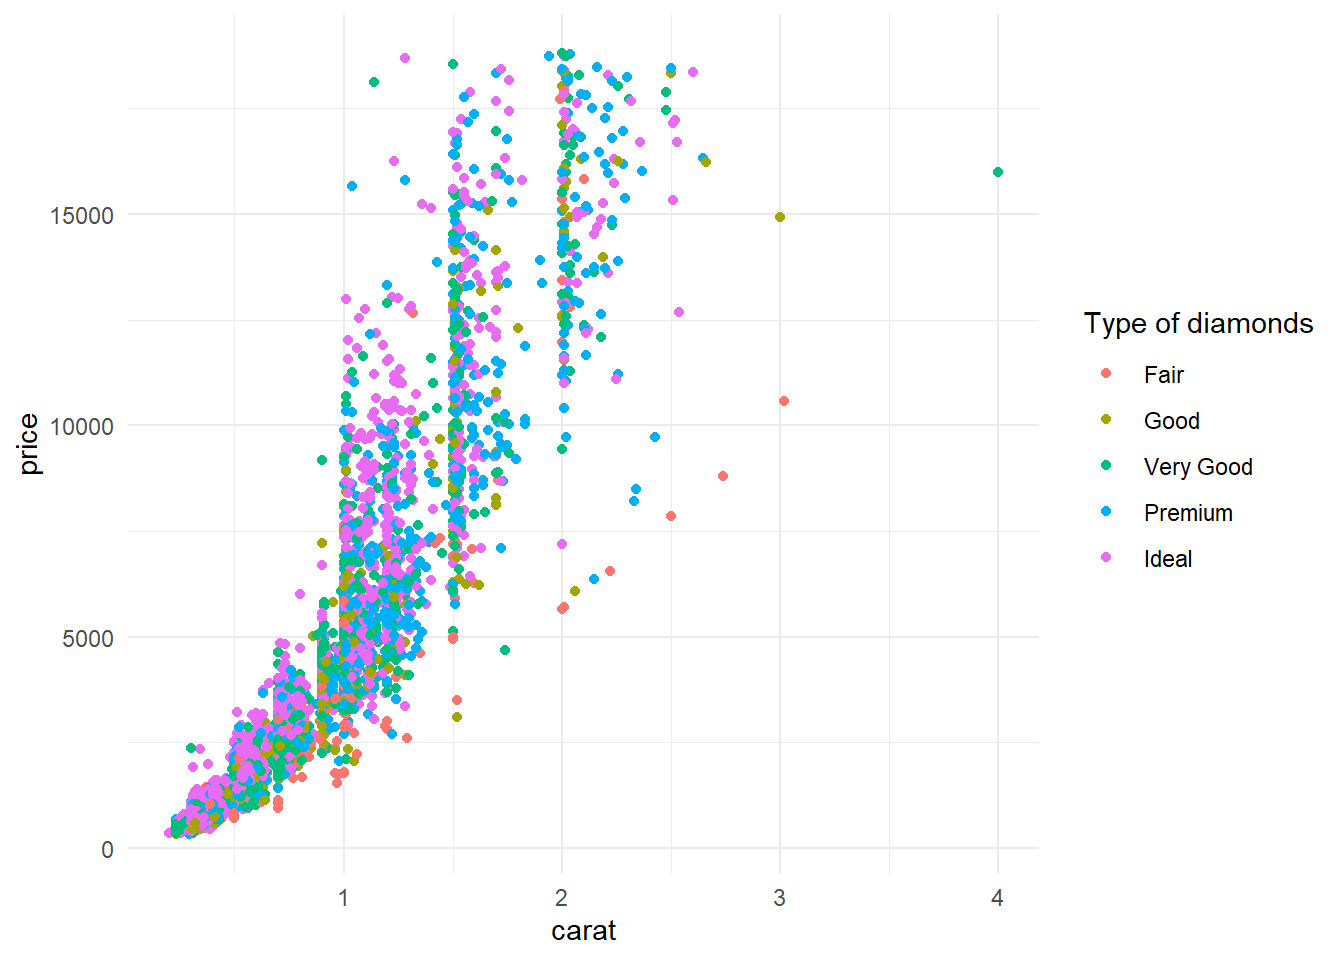 price
15000
10000
5000
0
1
2
3
4
carat
Type of diamonds
Fair
Good
Very Good
Premium
Ideal